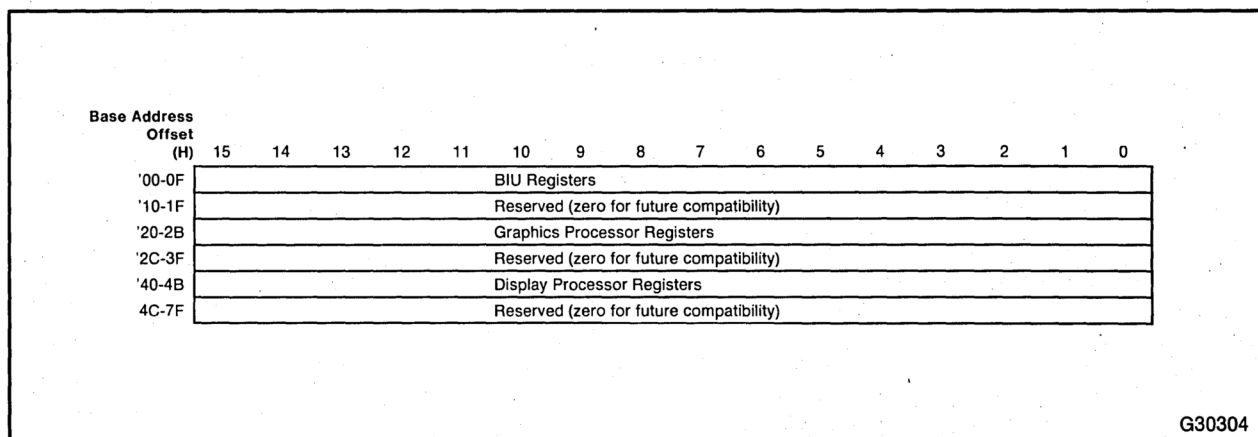 Base Address
Offset
(H) 15 14 13 12 11 10 9 8 7 6 5 4 3 2 1 0
'00-0F BIU Registers
'10-1F Reserved (zero for future compatibility)
'20-2B Graphics Processor Registers
'2C-3F Reserved (zero for future compatibility)
'40-4B Display Processor Registers
4C-7F Reserved (zero for future compatibility)
G30304